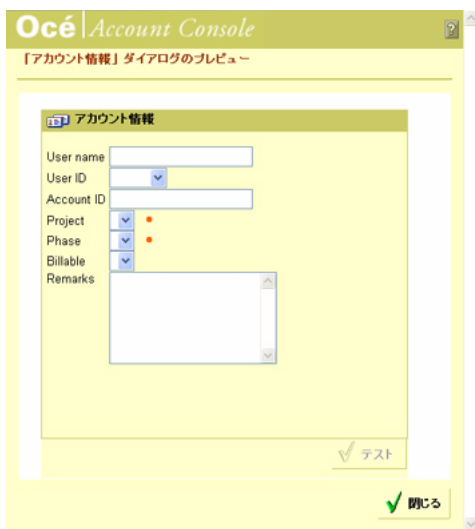 Océ Account Console
「アカウント情報」ダイアログのプレビュー
アカウント情報
User name
User ID
Account ID
Project
Phase
Billable
Remarks
テスト
閉じる